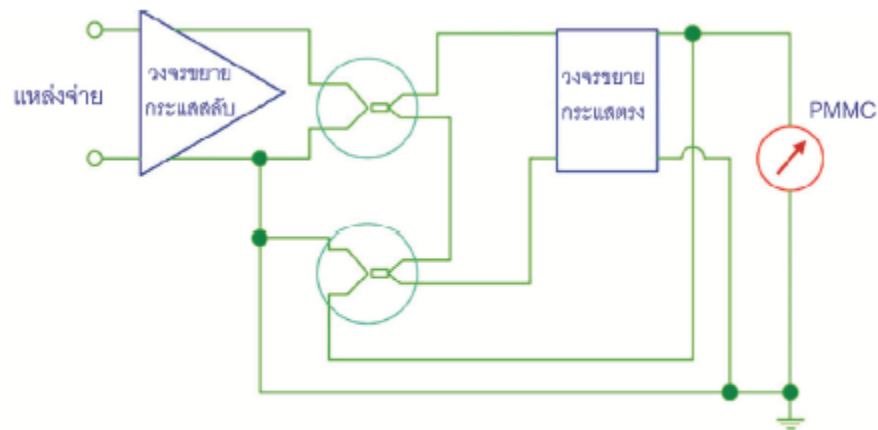 แหล่งจ่าย
วงจรขยาย
กระแสสลับ
วงจรขยาย
กระแสตรง
PMMC